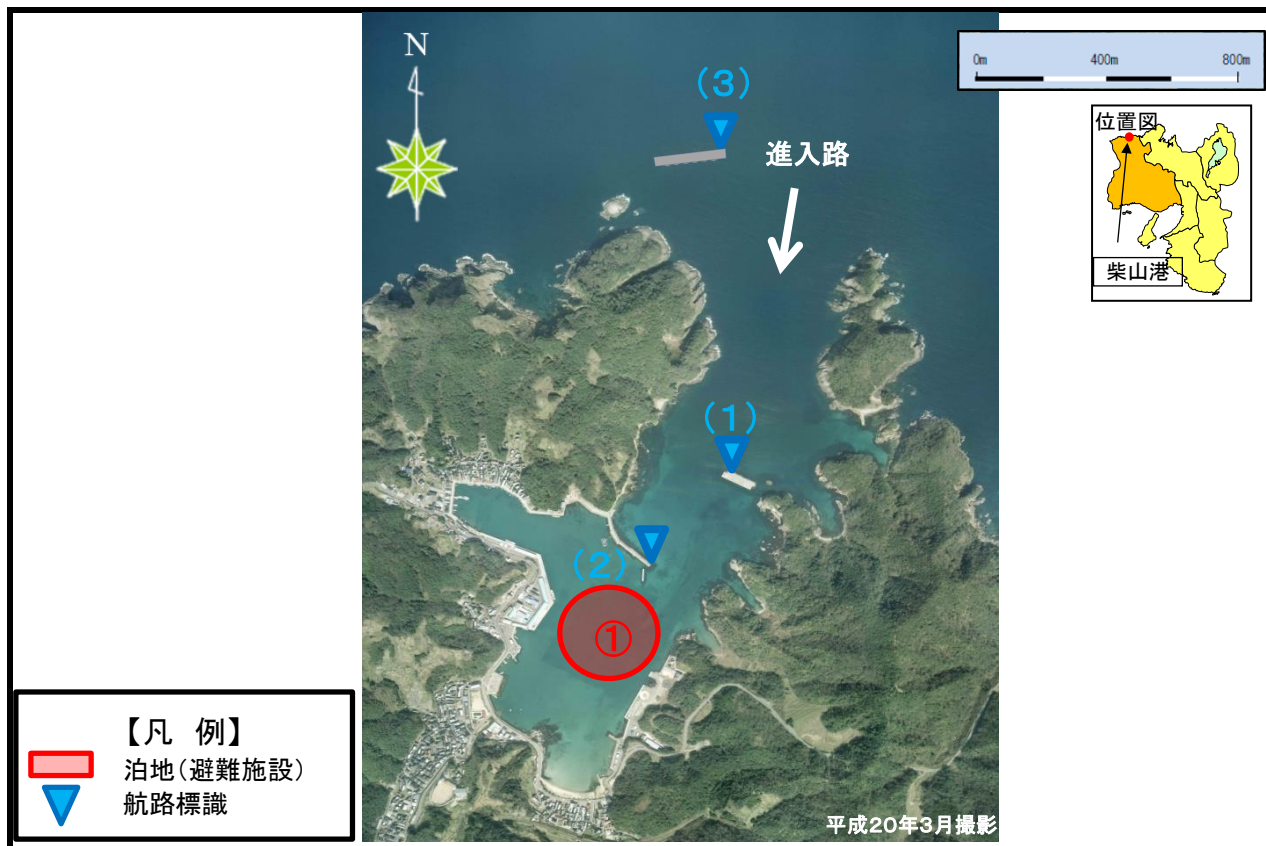 N
(3)
進入路
0m 400m 800m
位置図
柴山港
(1)
(2)
①
【凡 例】
泊地(避難施設)
航路標識
平成20年3月撮影